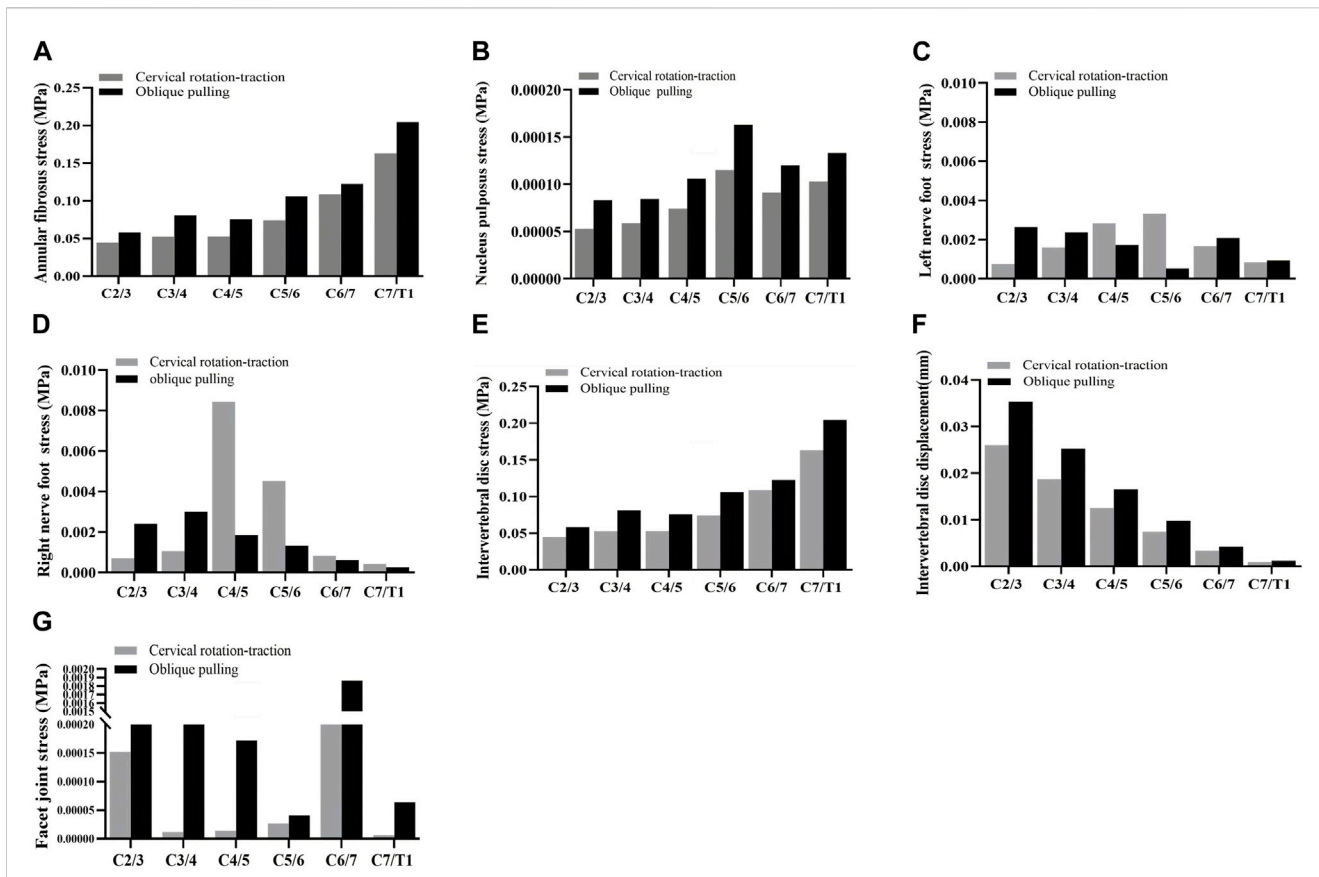 A
Cervical rotation-traction
Oblique pulling
Annular fibrosus stress (MPa)
0.25
0.20
0.15
0.10
0.05
0.00
C2/3 C3/4 C4/5 C5/6 C6/7 C7/T1
B
Cervical rotation-traction
Oblique pulling
Nucleus pulposus stress (MPa)
0.00020
0.00015
0.00010
0.00005
0.00000
C2/3 C3/4 C4/5 C5/6 C6/7 C7/T1
C
Cervical rotation-traction
Oblique pulling
Left nerve foot stress (MPa)
0.010
0.008
0.006
0.004
0.002
0.000
C2/3 C3/4 C4/5 C5/6 C6/7 C7/T1
D
Cervical rotation-traction
oblique pulling
Right nerve foot stress (MPa)
0.010
0.008
0.006
0.004
0.002
0.000
C2/3 C3/4 C4/5 C5/6 C6/7 C7/T1
E
Cervical rotation-traction
Oblique pulling
Intervertebral disc stress (MPa)
0.25
0.20
0.15
0.10
0.05
0.00
C2/3 C3/4 C4/5 C5/6 C6/7 C7/T1
F
Cervical rotation-traction
Oblique pulling
Intervertebral disc displacement(mm)
0.04
0.03
0.02
0.01
0.00
C2/3 C3/4 C4/5 C5/6 C6/7 C7/T1
G
Cervical rotation-traction
Oblique pulling
Facet joint stress (MPa)
0.0020
0.0019
0.0018
0.0017
0.0016
0.0015
0.00020
0.00015
0.00010
0.00005
0.00000
C2/3 C3/4 C4/5 C5/6 C6/7 C7/T1